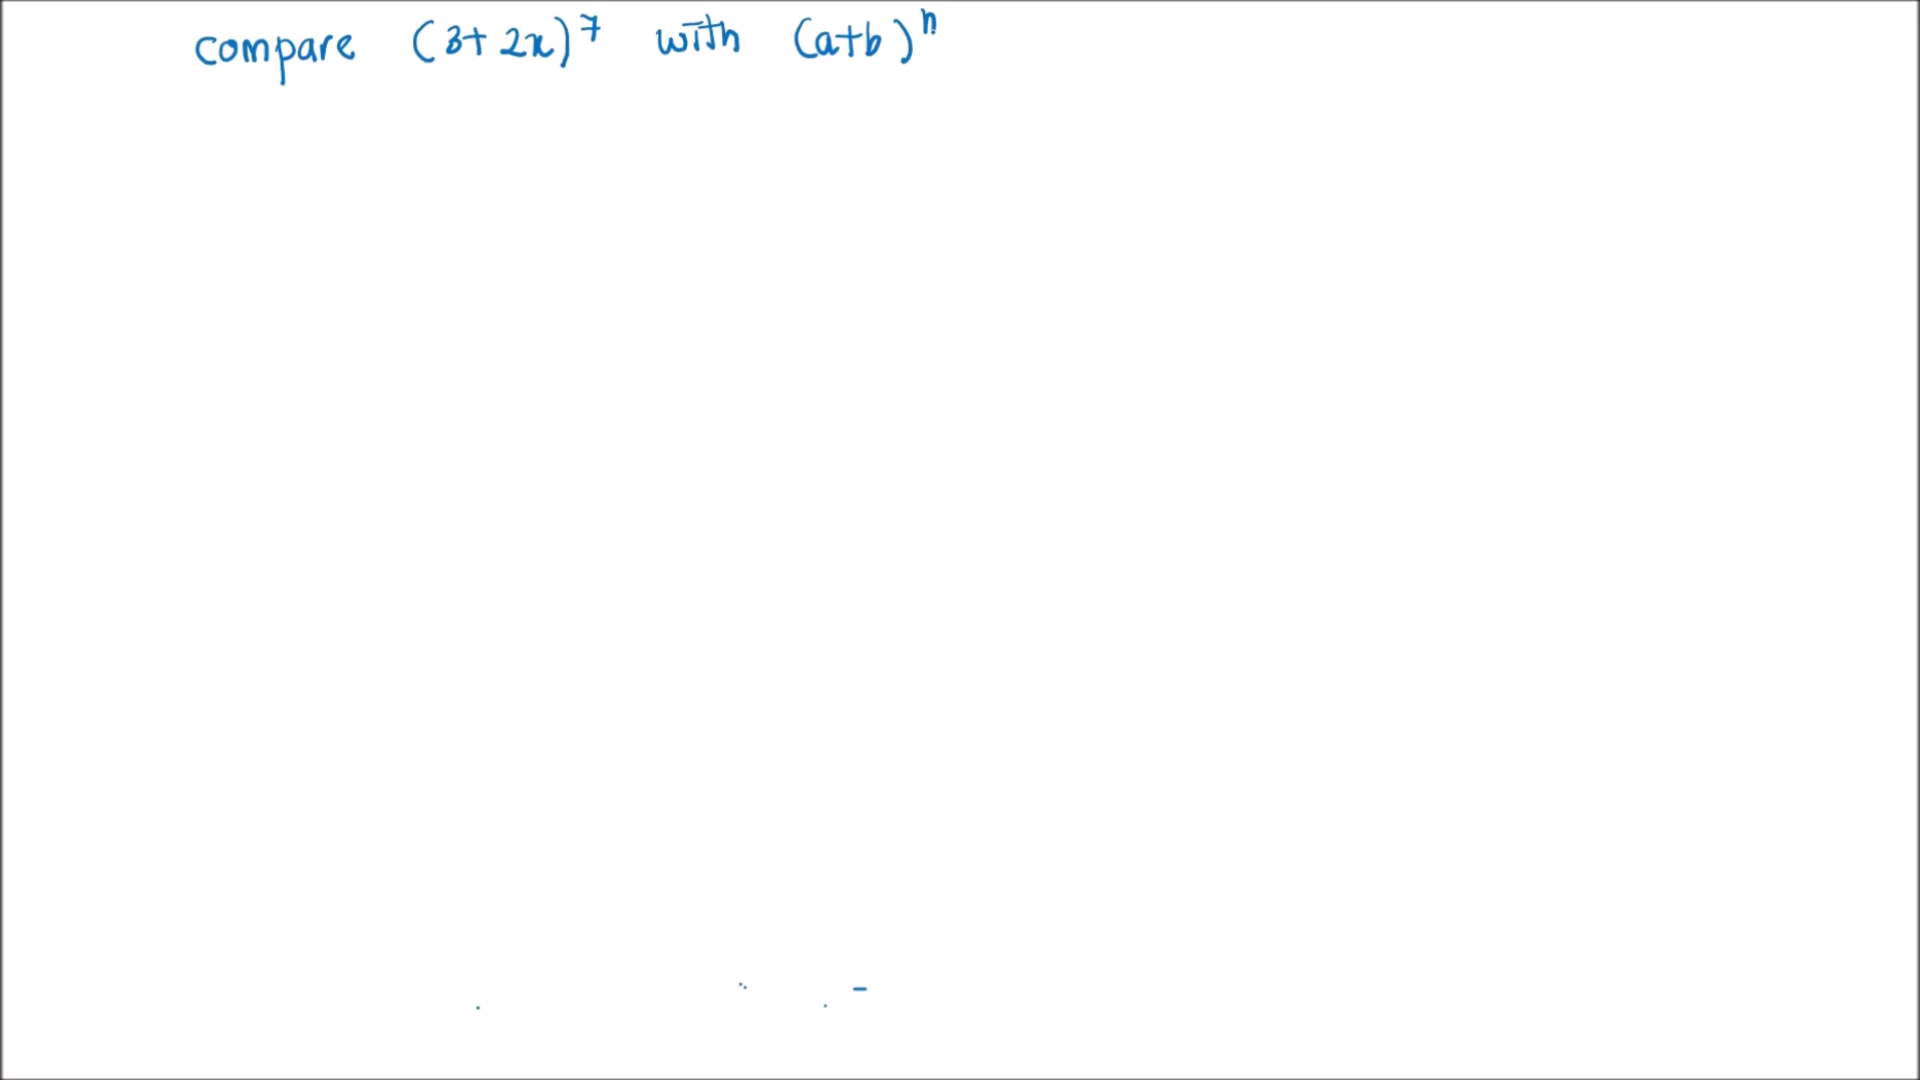 compare (3+2x)⁷ with (a+b)ⁿ